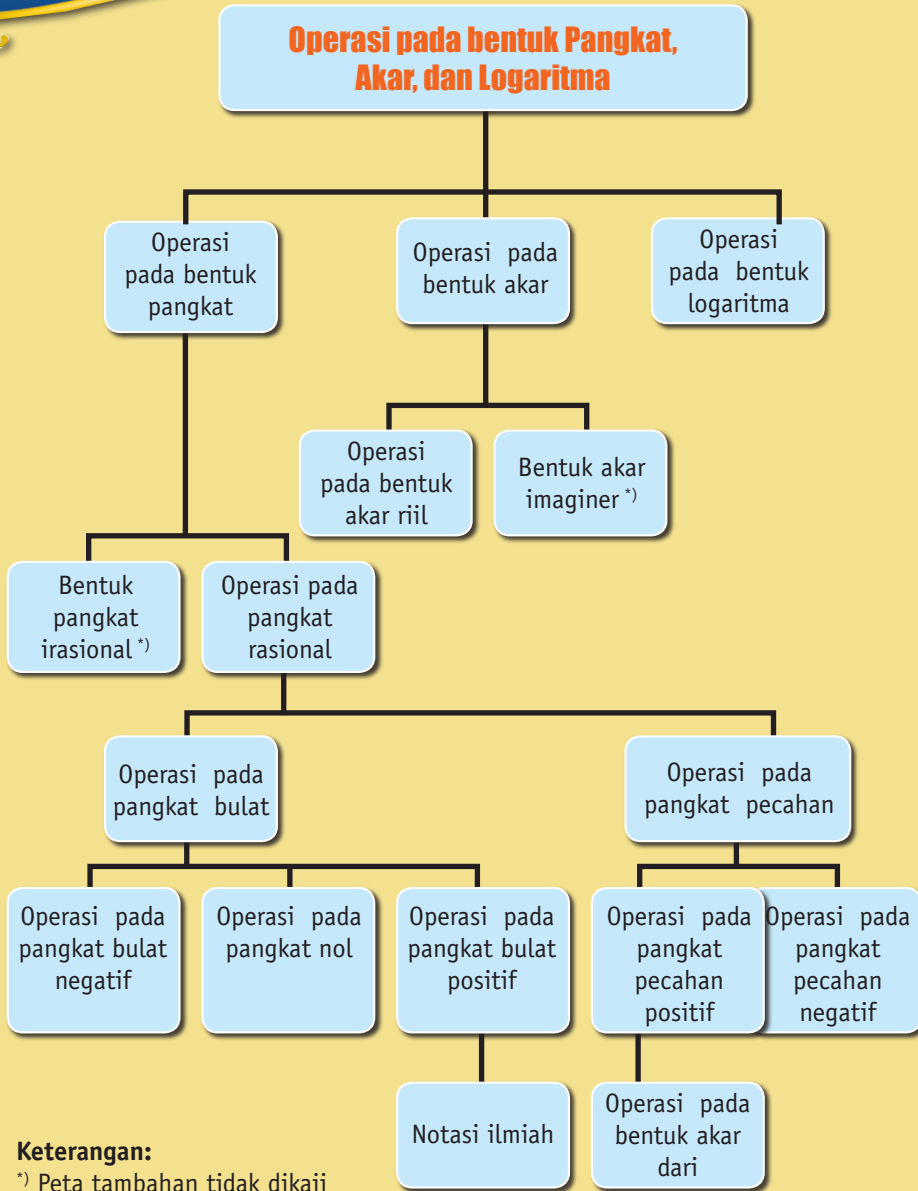 Operasi pada bentuk Pangkat,
Akar, dan Logaritma
Operasi
pada bentuk
pangkat
Operasi pada
bentuk akar
Operasi
pada bentuk
logaritma
Operasi
pada bentuk
akar riil
Bentuk akar
imaginer *)
Bentuk
pangkat
irasional *)
Operasi pada
pangkat
rasional
Operasi pada
pangkat bulat
Operasi pada
pangkat pecahan
Operasi pada
pangkat bulat
negatif
Operasi pada
pangkat nol
Operasi pada
pangkat bulat
positif
Operasi pada
pangkat
pecahan
positif
Operasi pada
pangkat
pecahan
negatif
Notasi ilmiah
Operasi pada
bentuk akar
dari
Keterangan:
*) Peta tambahan tidak dikaji